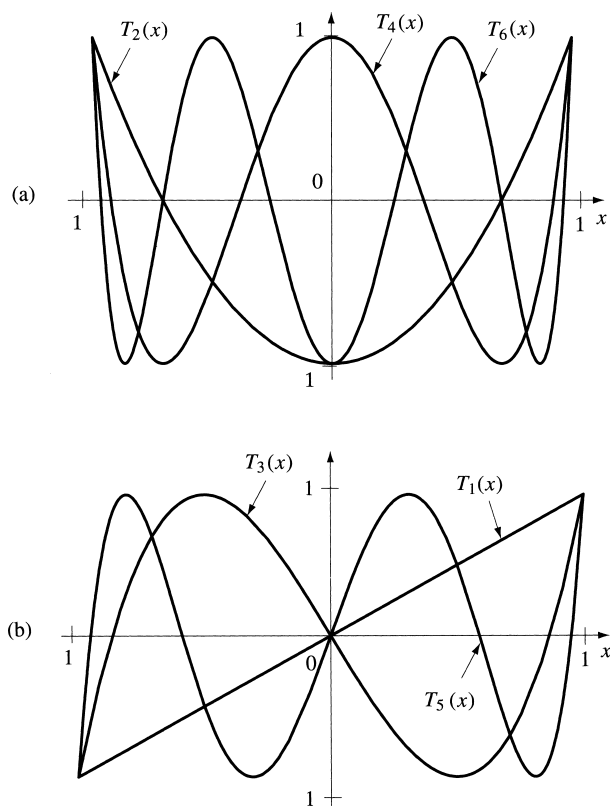 1
T₂(x) T₄(x) T₆(x)
(a)
0
1 1 x
1
T₃(x)
1 T₁(x)
(b)
1 0 1 x
T₅(x)
1